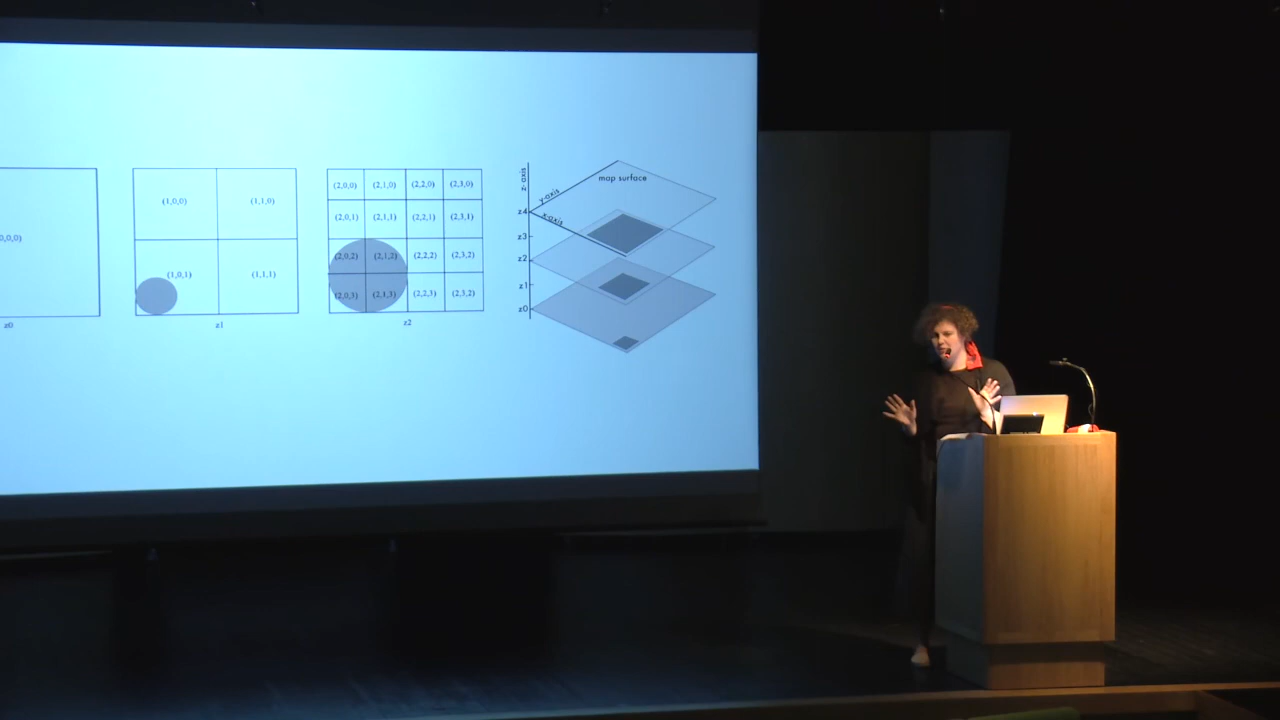 0,0,0)
z0
(1,0,0) (1,1,0)
(1,0,1) (1,1,1)
z1
(2,0,0) (2,1,0) (2,2,0) (2,3,0)
(2,0,1) (2,1,1) (2,2,1) (2,3,1)
(2,0,2) (2,1,2) (2,2,2) (2,3,2)
(2,0,3) (2,1,3) (2,2,3) (2,3,2)
z2
z-axis
y-axis
x-axis
map surface
z4
z3
z2
z1
z0